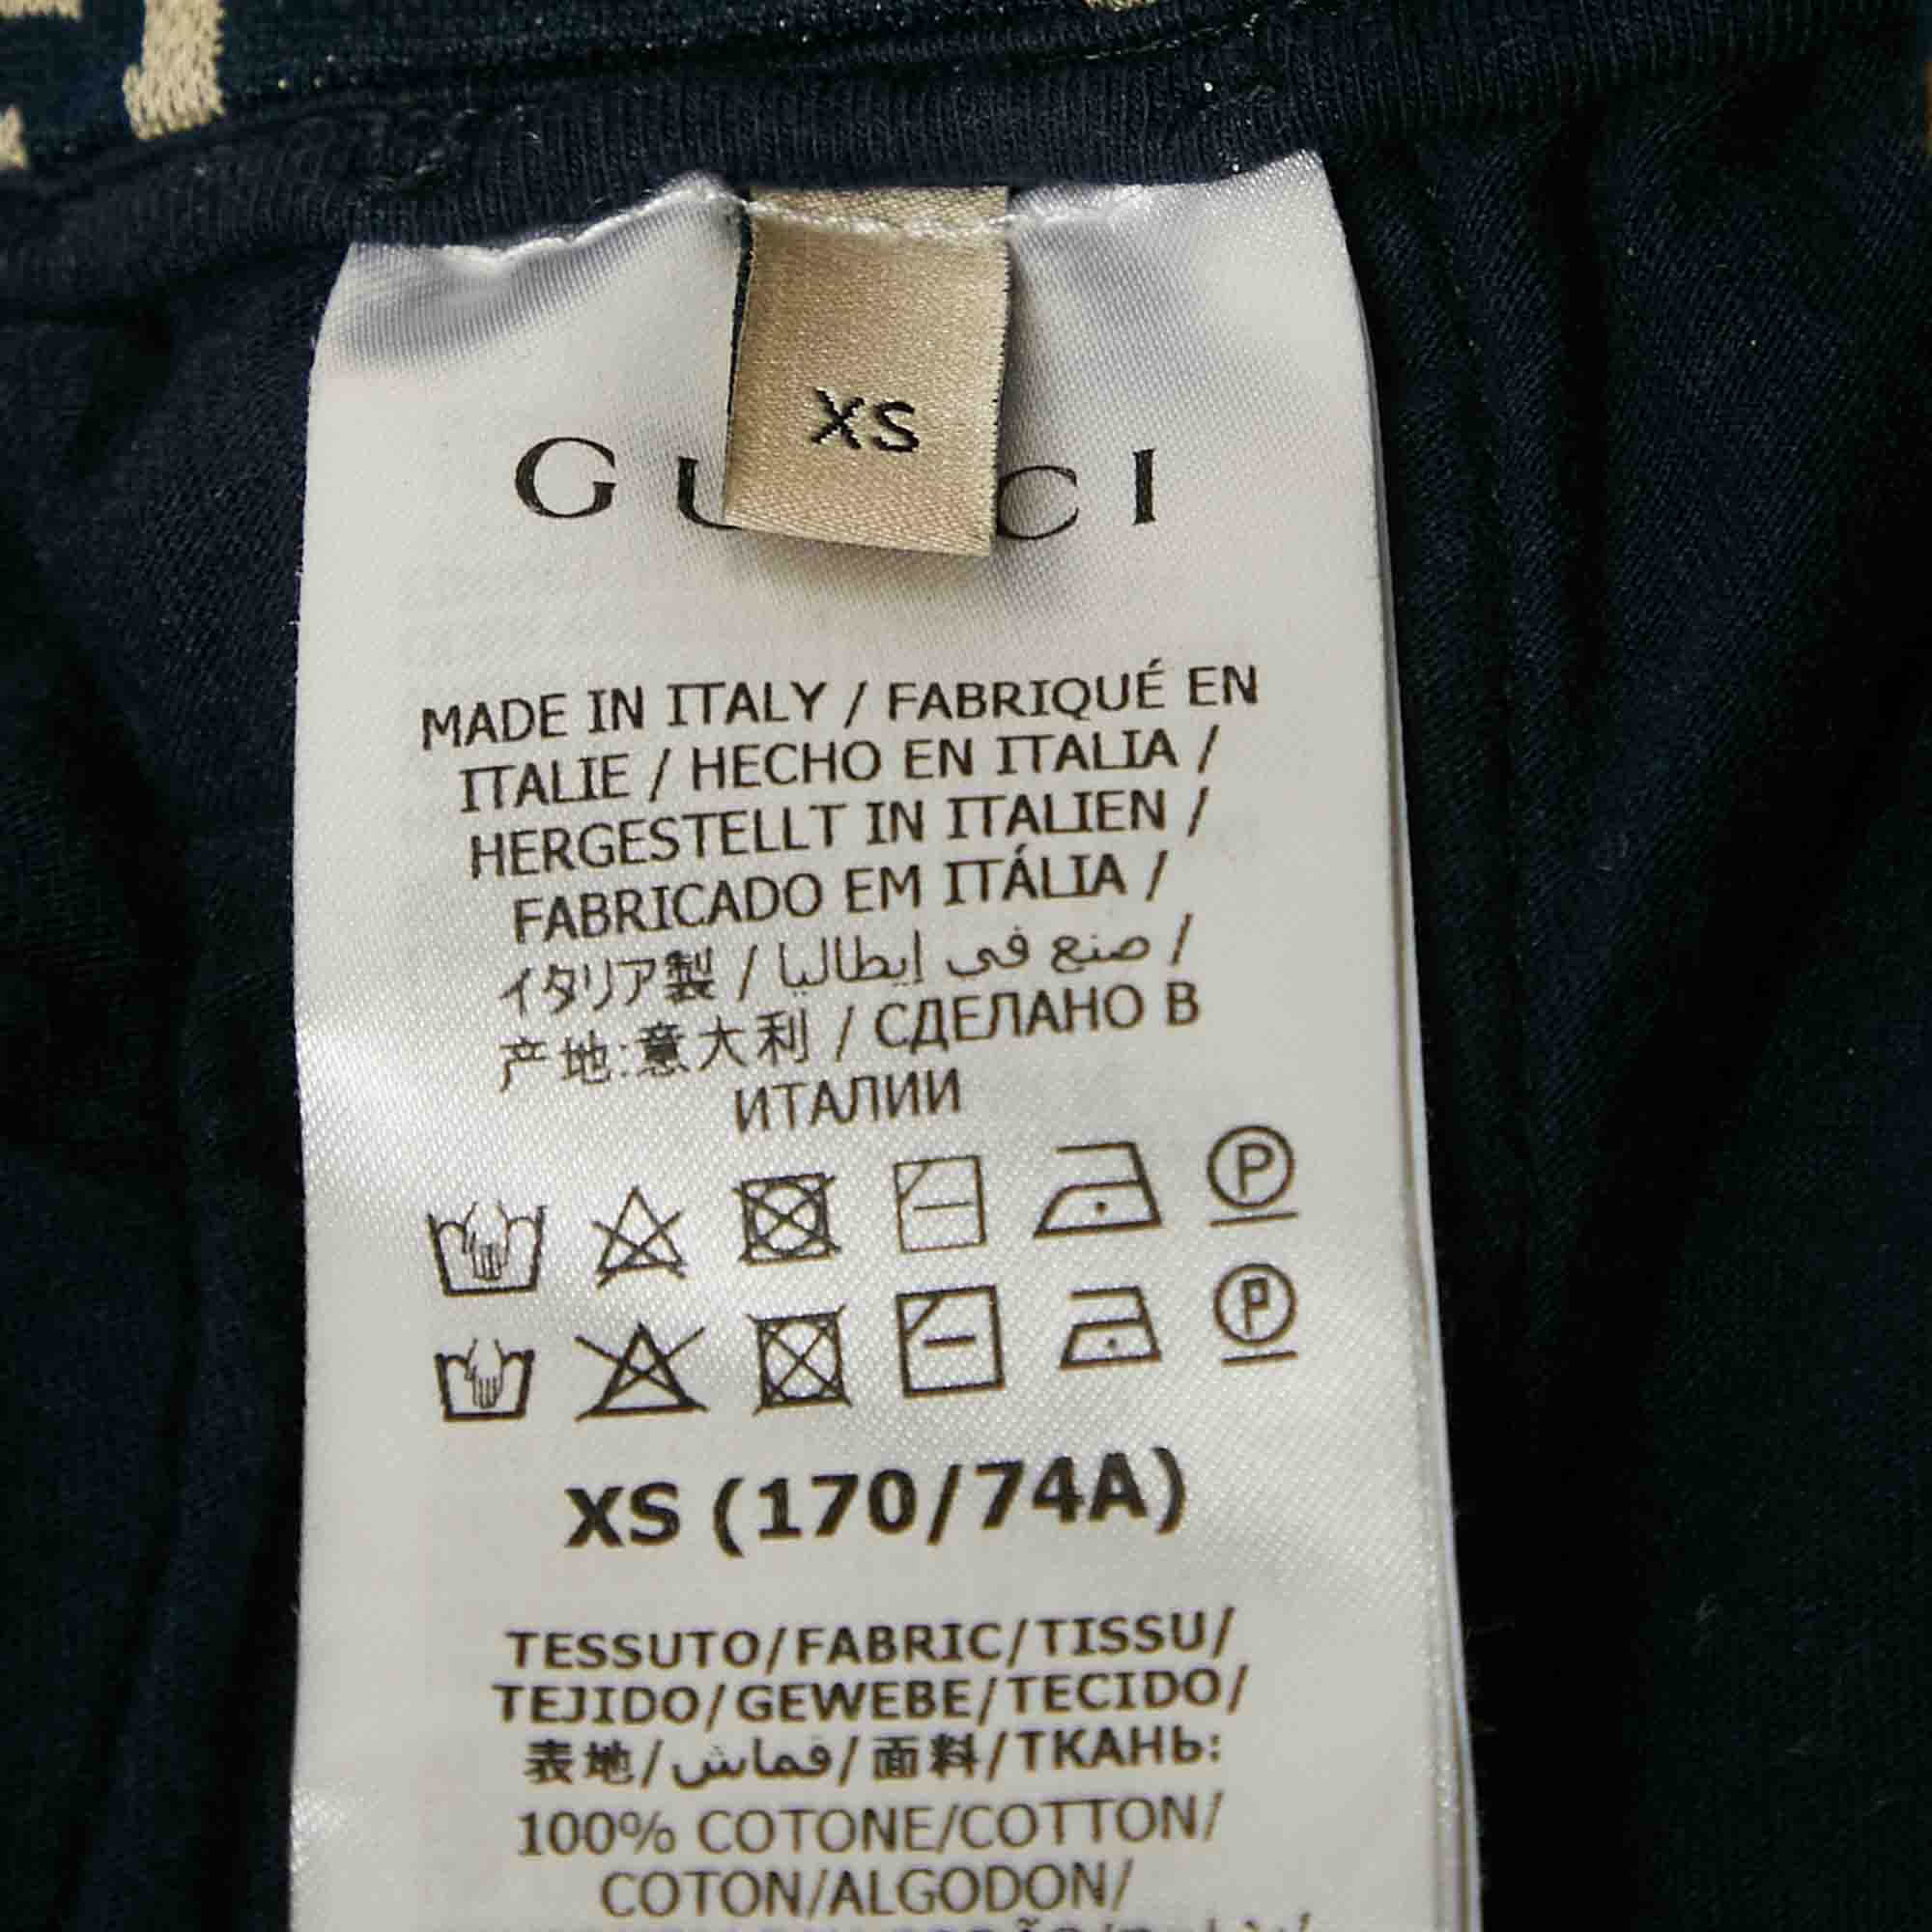 XS
GUCCI
MADE IN ITALY / FABRIQUÉ EN
ITALIE / HECHO EN ITALIA /
HERGESTELLT IN ITALIEN /
FABRICADO EM ITÁLIA /
イタリア製 / صنع في إيطاليا /
产地:意大利 / СДЕЛАНО В
ИТАЛИИ
P
P
XS (170/74A)
TESSUTO/FABRIC/TISSU/
TEJIDO/GEWEBE/TECIDO/
表地/قماش/面料/ТКАНЬ:
100% COTONE/COTTON/
COTON/ALGODON/